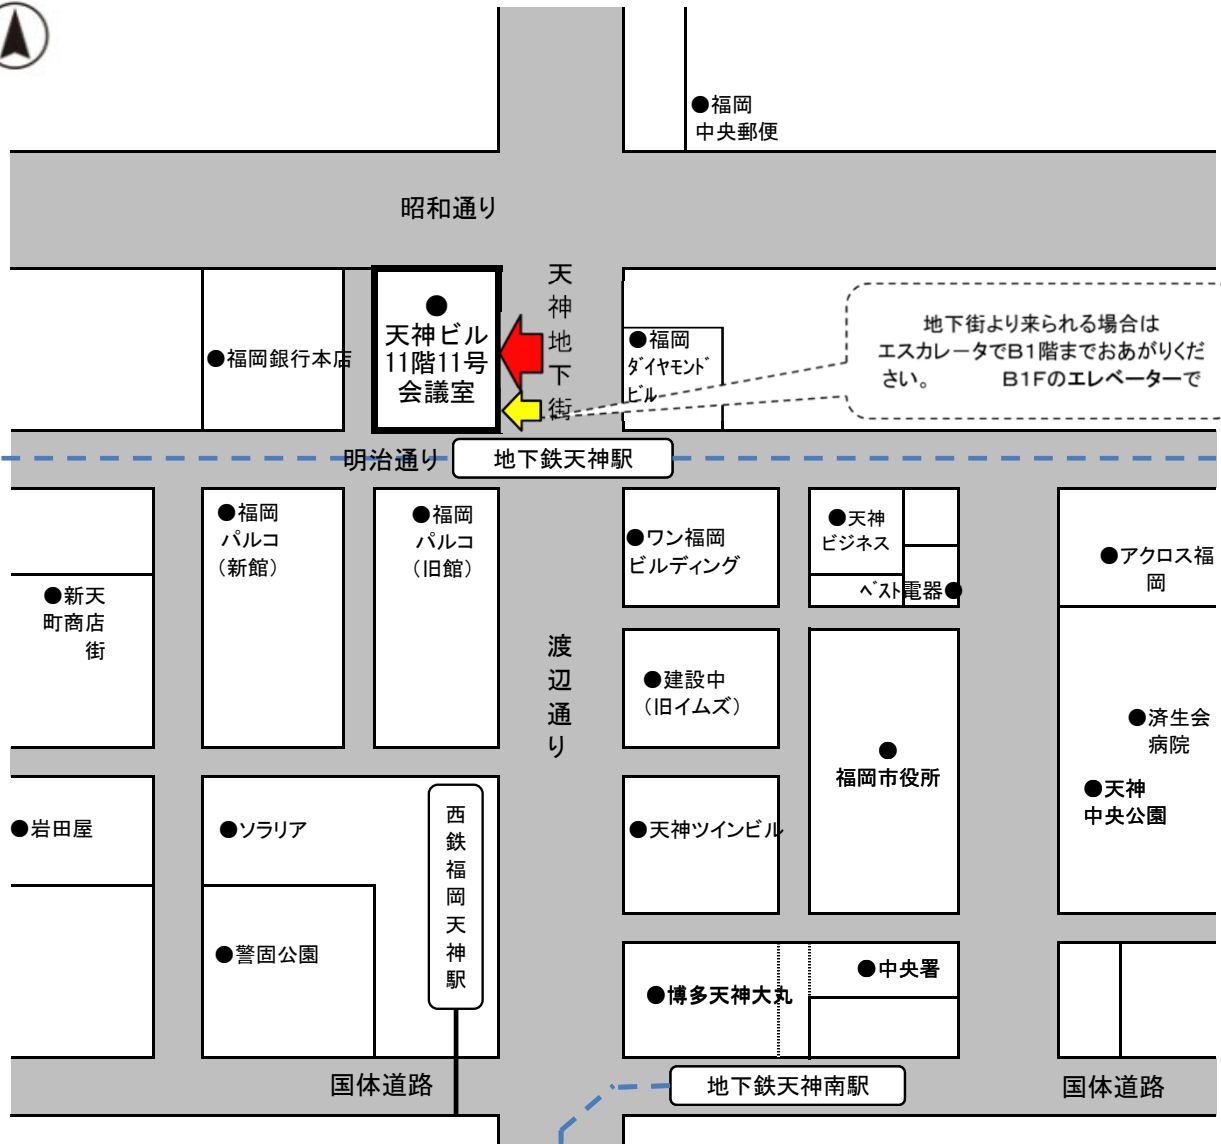 ●福岡
中央郵便
昭和通り
天神地下街
●
天神ビル
11階11号
会議室
●福岡銀行本店
●福岡
ダイヤモンド
ビル
地下街より来られる場合は
エスカレータでB1階までおあがりくだ
さい。 B1Fのエレベーターで
明治通り
地下鉄天神駅
●福岡
パルコ
（新館）
●福岡
パルコ
（旧館）
●ワン福岡
ビルディング
●天神
ビジネス
ベスト電器●
●アクロス福
岡
●新天
町商店
街
渡辺通り
●建設中
（旧イムズ）
●
福岡市役所
●済生会
病院
●天神
中央公園
●岩田屋
●ソラリア
西鉄福岡天神駅
●天神ツインビル
●警固公園
●博多天神大丸
●中央署
国体道路
地下鉄天神南駅
国体道路